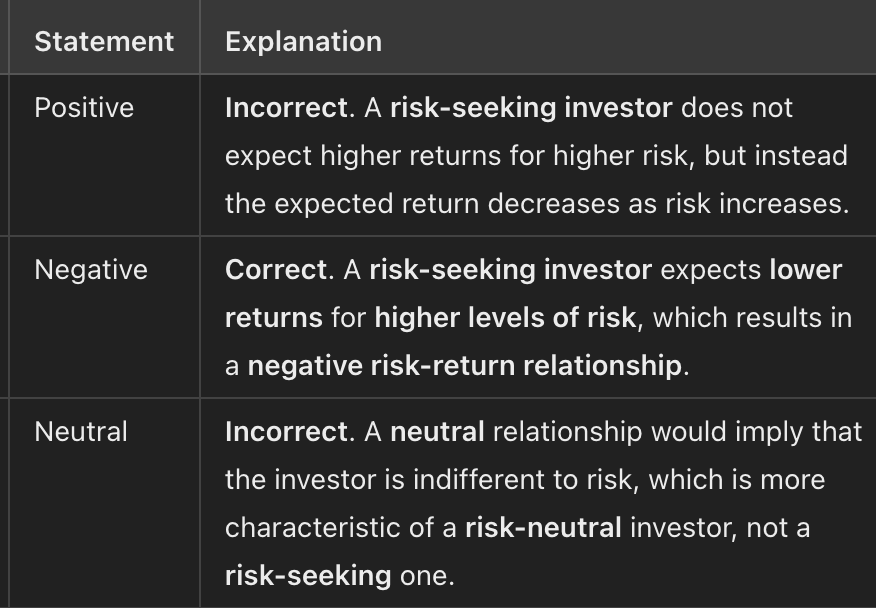 Statement Explanation
Positive Incorrect. A risk-seeking investor does not
expect higher returns for higher risk, but instead
the expected return decreases as risk increases.
Negative Correct. A risk-seeking investor expects lower
returns for higher levels of risk, which results in
a negative risk-return relationship.
Neutral Incorrect. A neutral relationship would imply that
the investor is indifferent to risk, which is more
characteristic of a risk-neutral investor, not a
risk-seeking one.